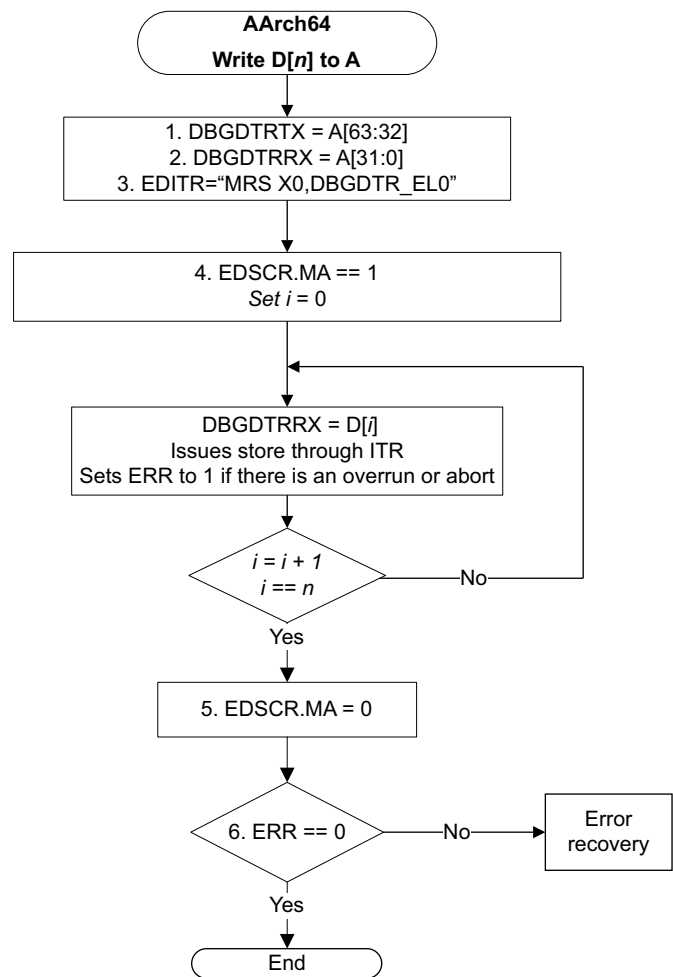 AArch64
Write D[n] to A
1. DBGDTRTX = A[63:32]
2. DBGDTRRX = A[31:0]
3. EDITR=“MRS X0,DBGDTR_EL0”
4. EDSCR.MA == 1
Set i = 0
DBGDTRRX = D[i]
Issues store through ITR
Sets ERR to 1 if there is an overrun or abort
i = i + 1
i == n
No
Yes
5. EDSCR.MA = 0
6. ERR == 0
No
Error
recovery
Yes
End